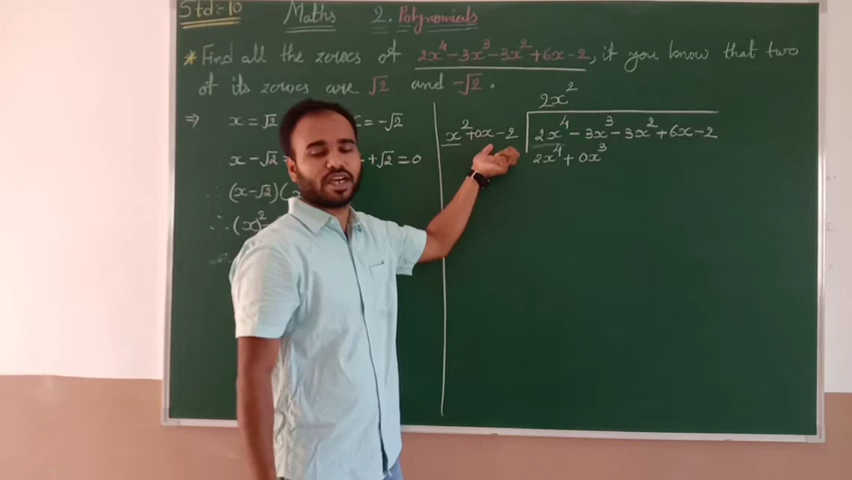 Std:-10 Maths 2. Polynomials
* Find all the zeroes of 2x⁴-3x³-3x²+6x-2, if you know that two
of its zeroes are √2 and -√2.
⇒ x = √2 = -√2
x-√2 +√2=0
∴ (x-√2)(
∴ (x)²
2x²
x²+0x-2 2x⁴-3x³-3x²+6x-2
2x⁴+0x³